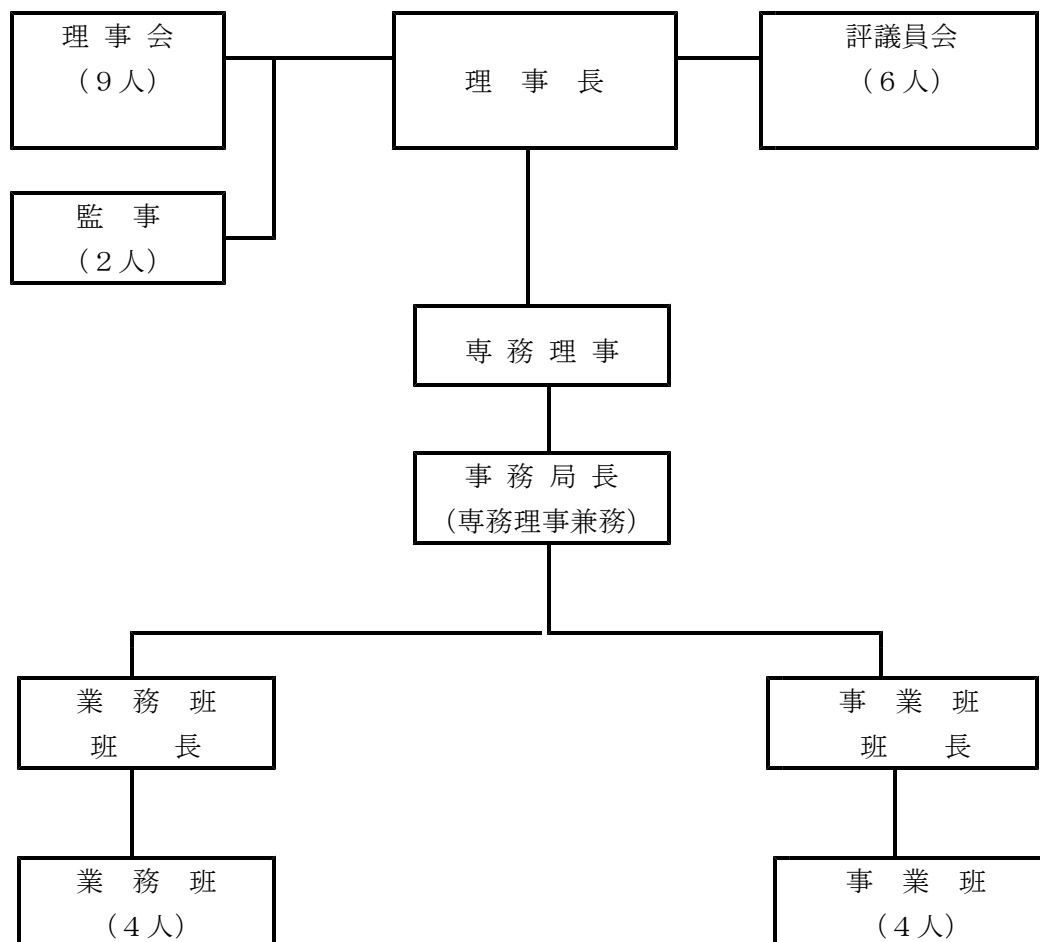 理事会
（９人）
理事長
評議員会
（６人）
監事
（２人）
専務理事
事務局長
（専務理事兼務）
業務班
班長
事業班
班長
業務班
（４人）
事業班
（４人）